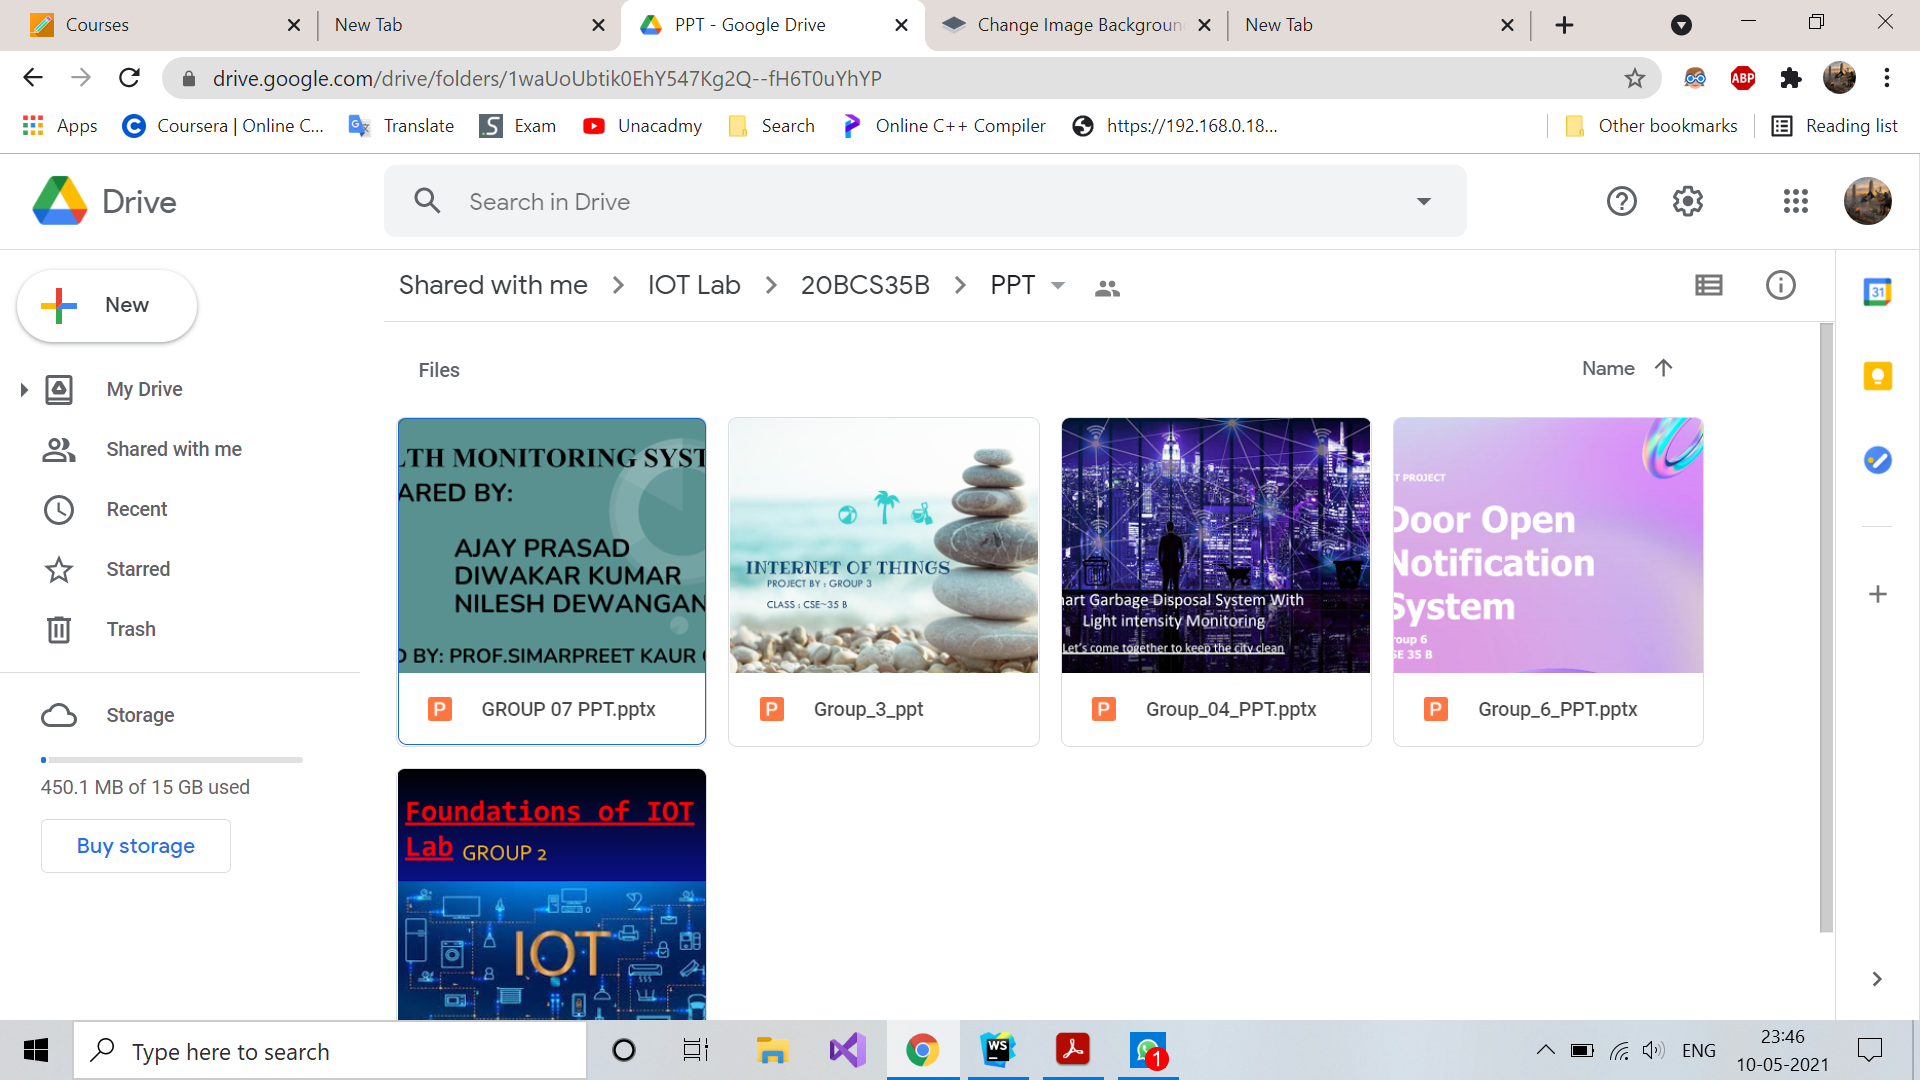 Courses
New Tab
PPT - Google Drive
Change Image Backgroun
New Tab
drive.google.com/drive/folders/1waUoUbtik0EhY547Kg2Q--fH6T0uYhYP
ABP
Apps
Coursera | Online C...
Translate
Exam
Unacadmy
Search
Online C++ Compiler
https://192.168.0.18...
Other bookmarks
Reading list
Drive
Search in Drive
New
Shared with me
IOT Lab
20BCS35B
PPT
31
My Drive
Shared with me
Recent
Starred
Trash
Storage
450.1 MB of 15 GB used
Buy storage
Files
Name
LTH MONITORING SYST
ARED BY:
AJAY PRASAD
DIWAKAR KUMAR
NILESH DEWANGAN
D BY: PROF.SIMARPREET KAUR
P
GROUP 07 PPT.pptx
INTERNET OF THINGS
PROJECT BY : GROUP 3
CLASS : CSE~35 B
P
Group_3_ppt
art Garbage Disposal System With
Light intensity Monitoring
Let's come together to keep the city clean
P
Group_04_PPT.pptx
T PROJECT
Door Open
Notification
System
roup 6
SE 35 B
P
Group_6_PPT.pptx
Foundations of IOT
Lab GROUP 2
IOT
Type here to search
WS
1
ENG
23:46
10-05-2021